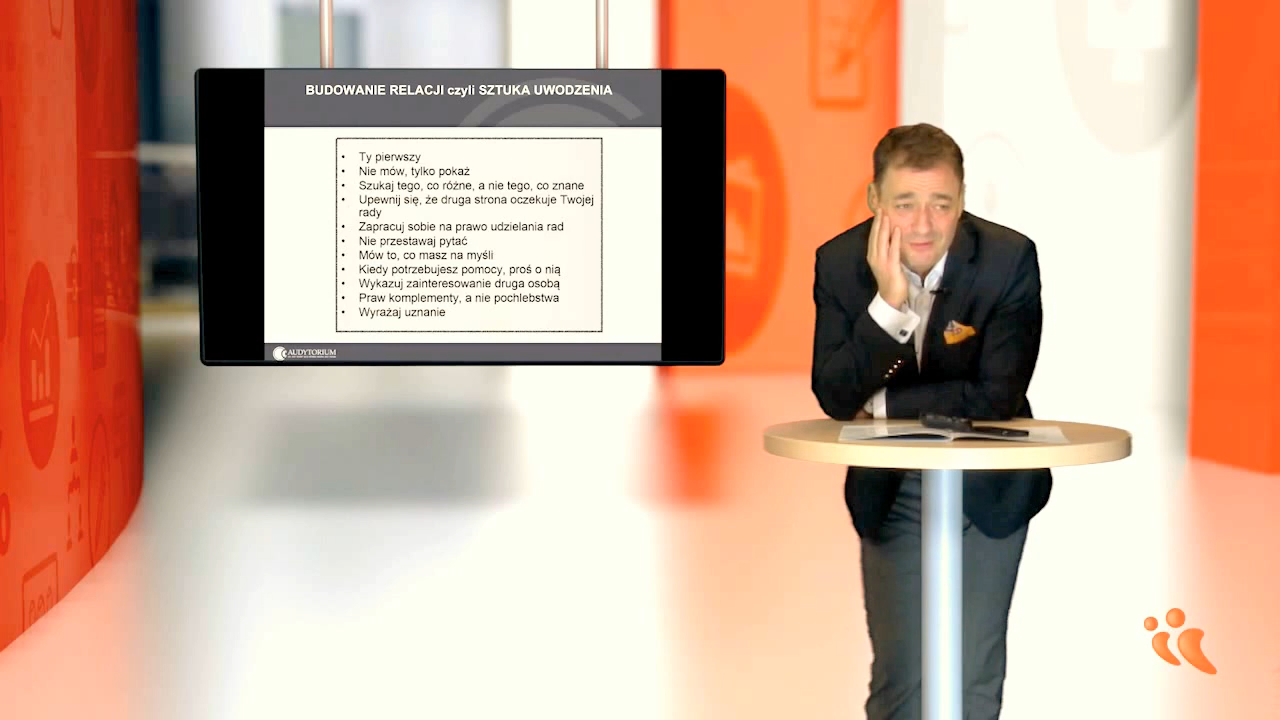 BUDOWANIE RELACJI czyli SZTUKA UWODZENIA
• Ty pierwszy
• Nie mów, tylko pokaż
• Szukaj tego, co różne, a nie tego, co znane
• Upewnij się, że druga strona oczekuje Twojej
rady
• Zapracuj sobie na prawo udzielania rad
• Nie przestawaj pytać
• Mów to, co masz na myśli
• Kiedy potrzebujesz pomocy, proś o nią
• Wykazuj zainteresowanie druga osobą
• Praw komplementy, a nie pochlebstwa
• Wyrażaj uznanie
AUDYTORIUM